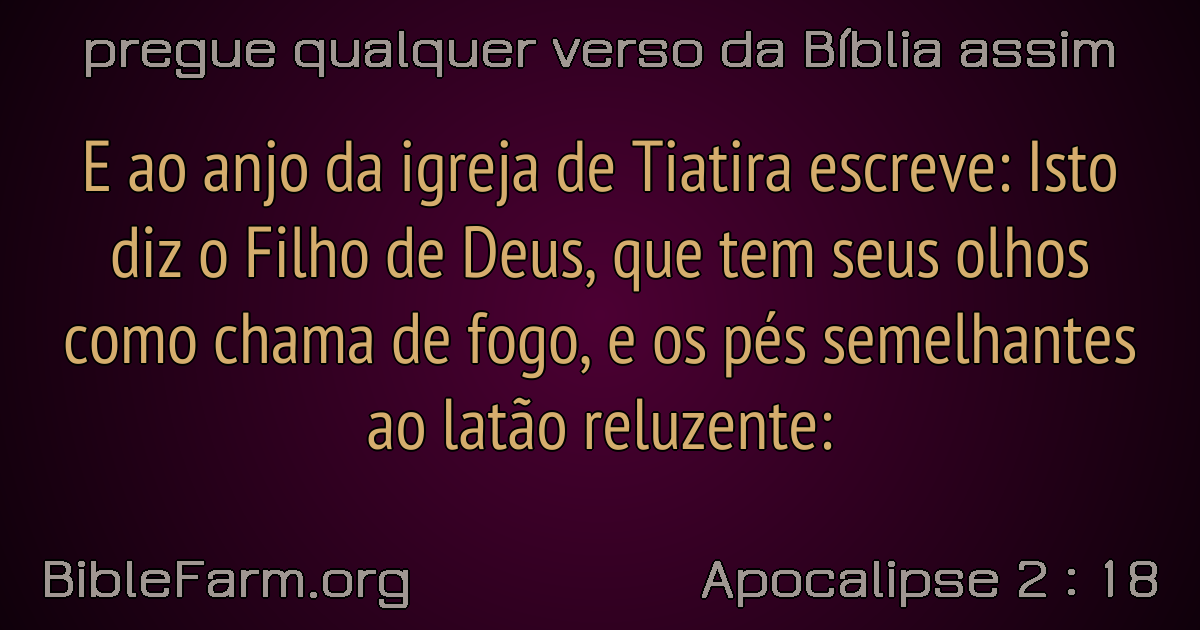 pregue qualquer verso da Bíblia assim
E ao anjo da igreja de Tiatira escreve: Isto
diz o Filho de Deus, que tem seus olhos
como chama de fogo, e os pés semelhantes
ao latão reluzente:
BibleFarm.org
Apocalipse 2 : 18